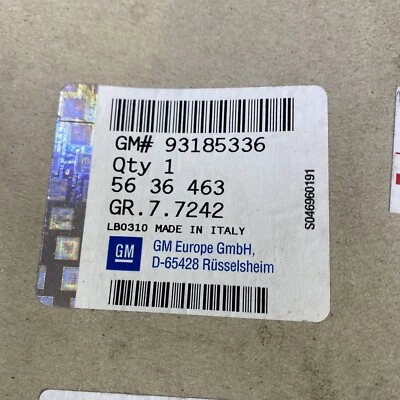 GM# 93185336
Qty 1
56 36 463
GR.7.7242
LB0310 MADE IN ITALY
GM
GM Europe GmbH,
D-65428 Rüsselsheim
S046960191